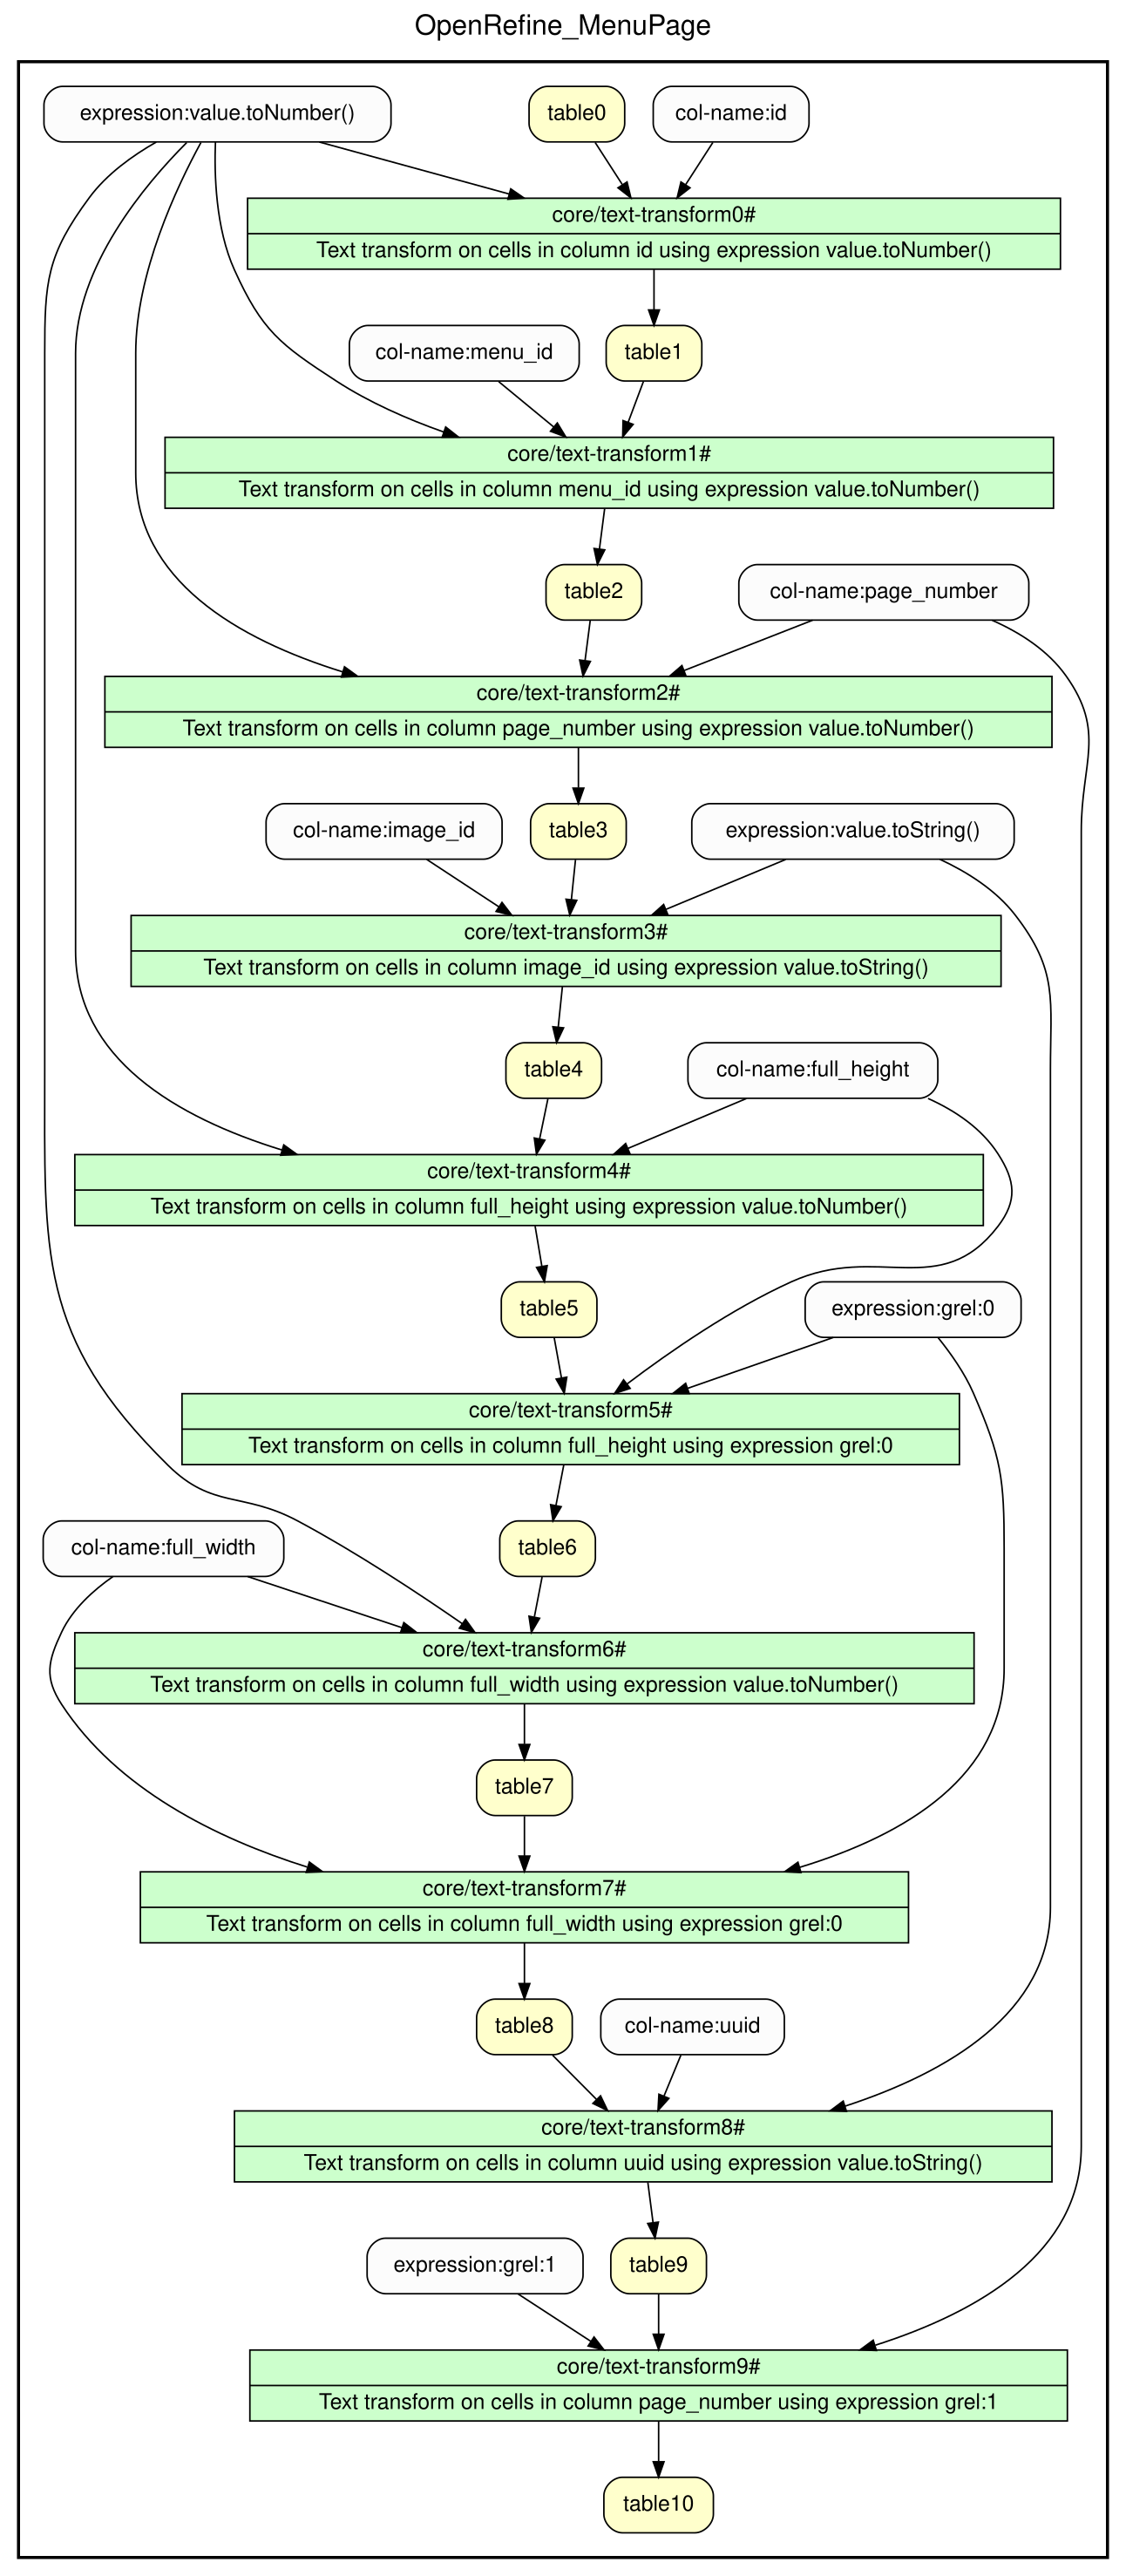 OpenRefine_MenuPage
expression:value.toNumber()
table0
col-name:id
core/text-transform0#
Text transform on cells in column id using expression value.toNumber()
col-name:menu_id
table1
core/text-transform1#
Text transform on cells in column menu_id using expression value.toNumber()
table2
col-name:page_number
core/text-transform2#
Text transform on cells in column page_number using expression value.toNumber()
col-name:image_id
table3
expression:value.toString()
core/text-transform3#
Text transform on cells in column image_id using expression value.toString()
table4
col-name:full_height
core/text-transform4#
Text transform on cells in column full_height using expression value.toNumber()
table5
expression:grel:0
core/text-transform5#
Text transform on cells in column full_height using expression grel:0
col-name:full_width
table6
core/text-transform6#
Text transform on cells in column full_width using expression value.toNumber()
table7
core/text-transform7#
Text transform on cells in column full_width using expression grel:0
table8
col-name:uuid
core/text-transform8#
Text transform on cells in column uuid using expression value.toString()
expression:grel:1
table9
core/text-transform9#
Text transform on cells in column page_number using expression grel:1
table10